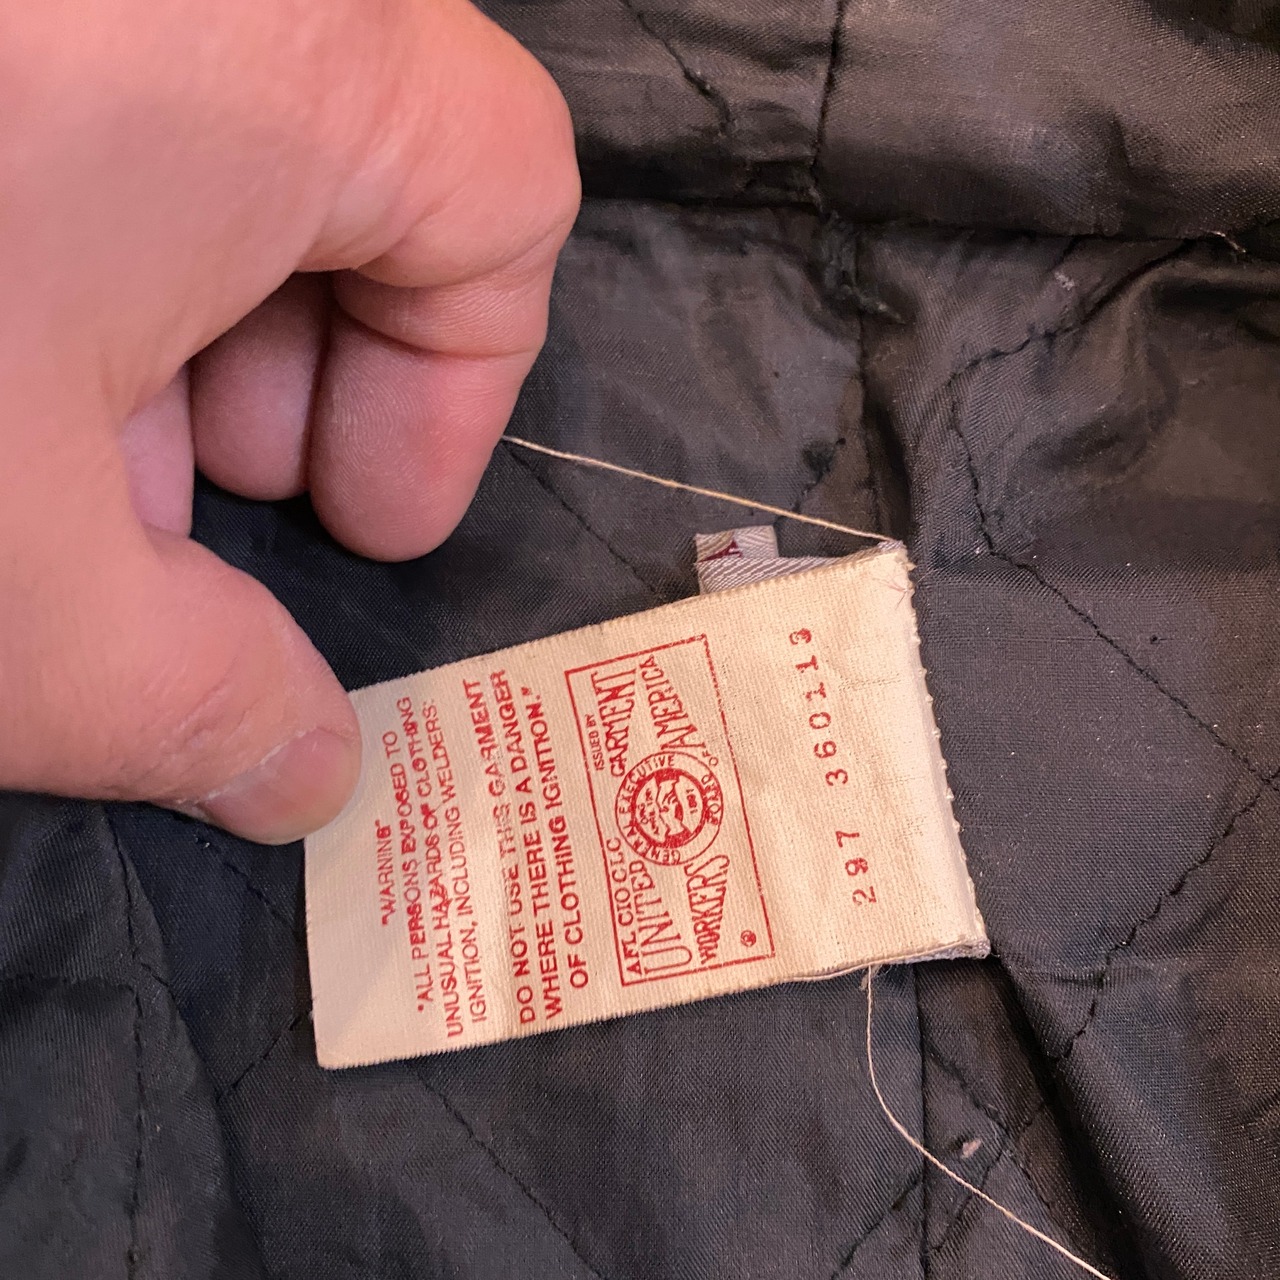 "WARNING"
"ALL PERSONS EXPOSED TO
UNUSUAL HAZARDS OF CLOTHING
IGNITION, INCLUDING WELDERS:
DO NOT USE THIS GARMENT
WHERE THERE IS A DANGER
OF CLOTHING IGNITION."
ISSUED BY
AFL CIO CLC
UNITED GARMENT
WORKERS OF AMERICA
GENERAL EXECUTIVE BOARD OF
1891
®
297 360113